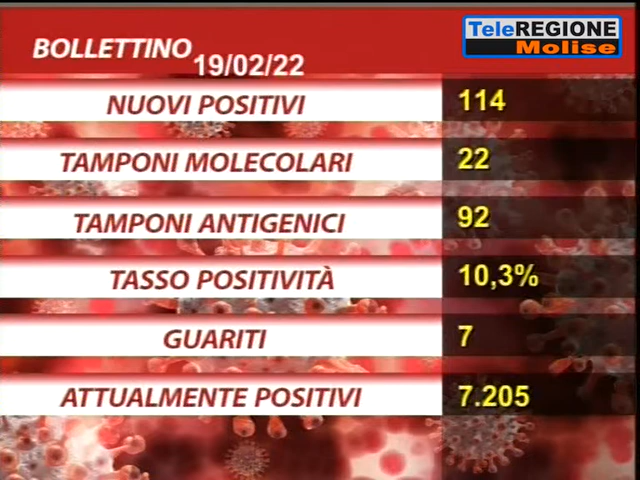 BOLLETTINO 19/02/22
TeleREGIONE
Molise
NUOVI POSITIVI 114
TAMPONI MOLECOLARI 22
TAMPONI ANTIGENICI 92
TASSO POSITIVITÀ 10,3%
GUARITI 7
ATTUALMENTE POSITIVI 7.205